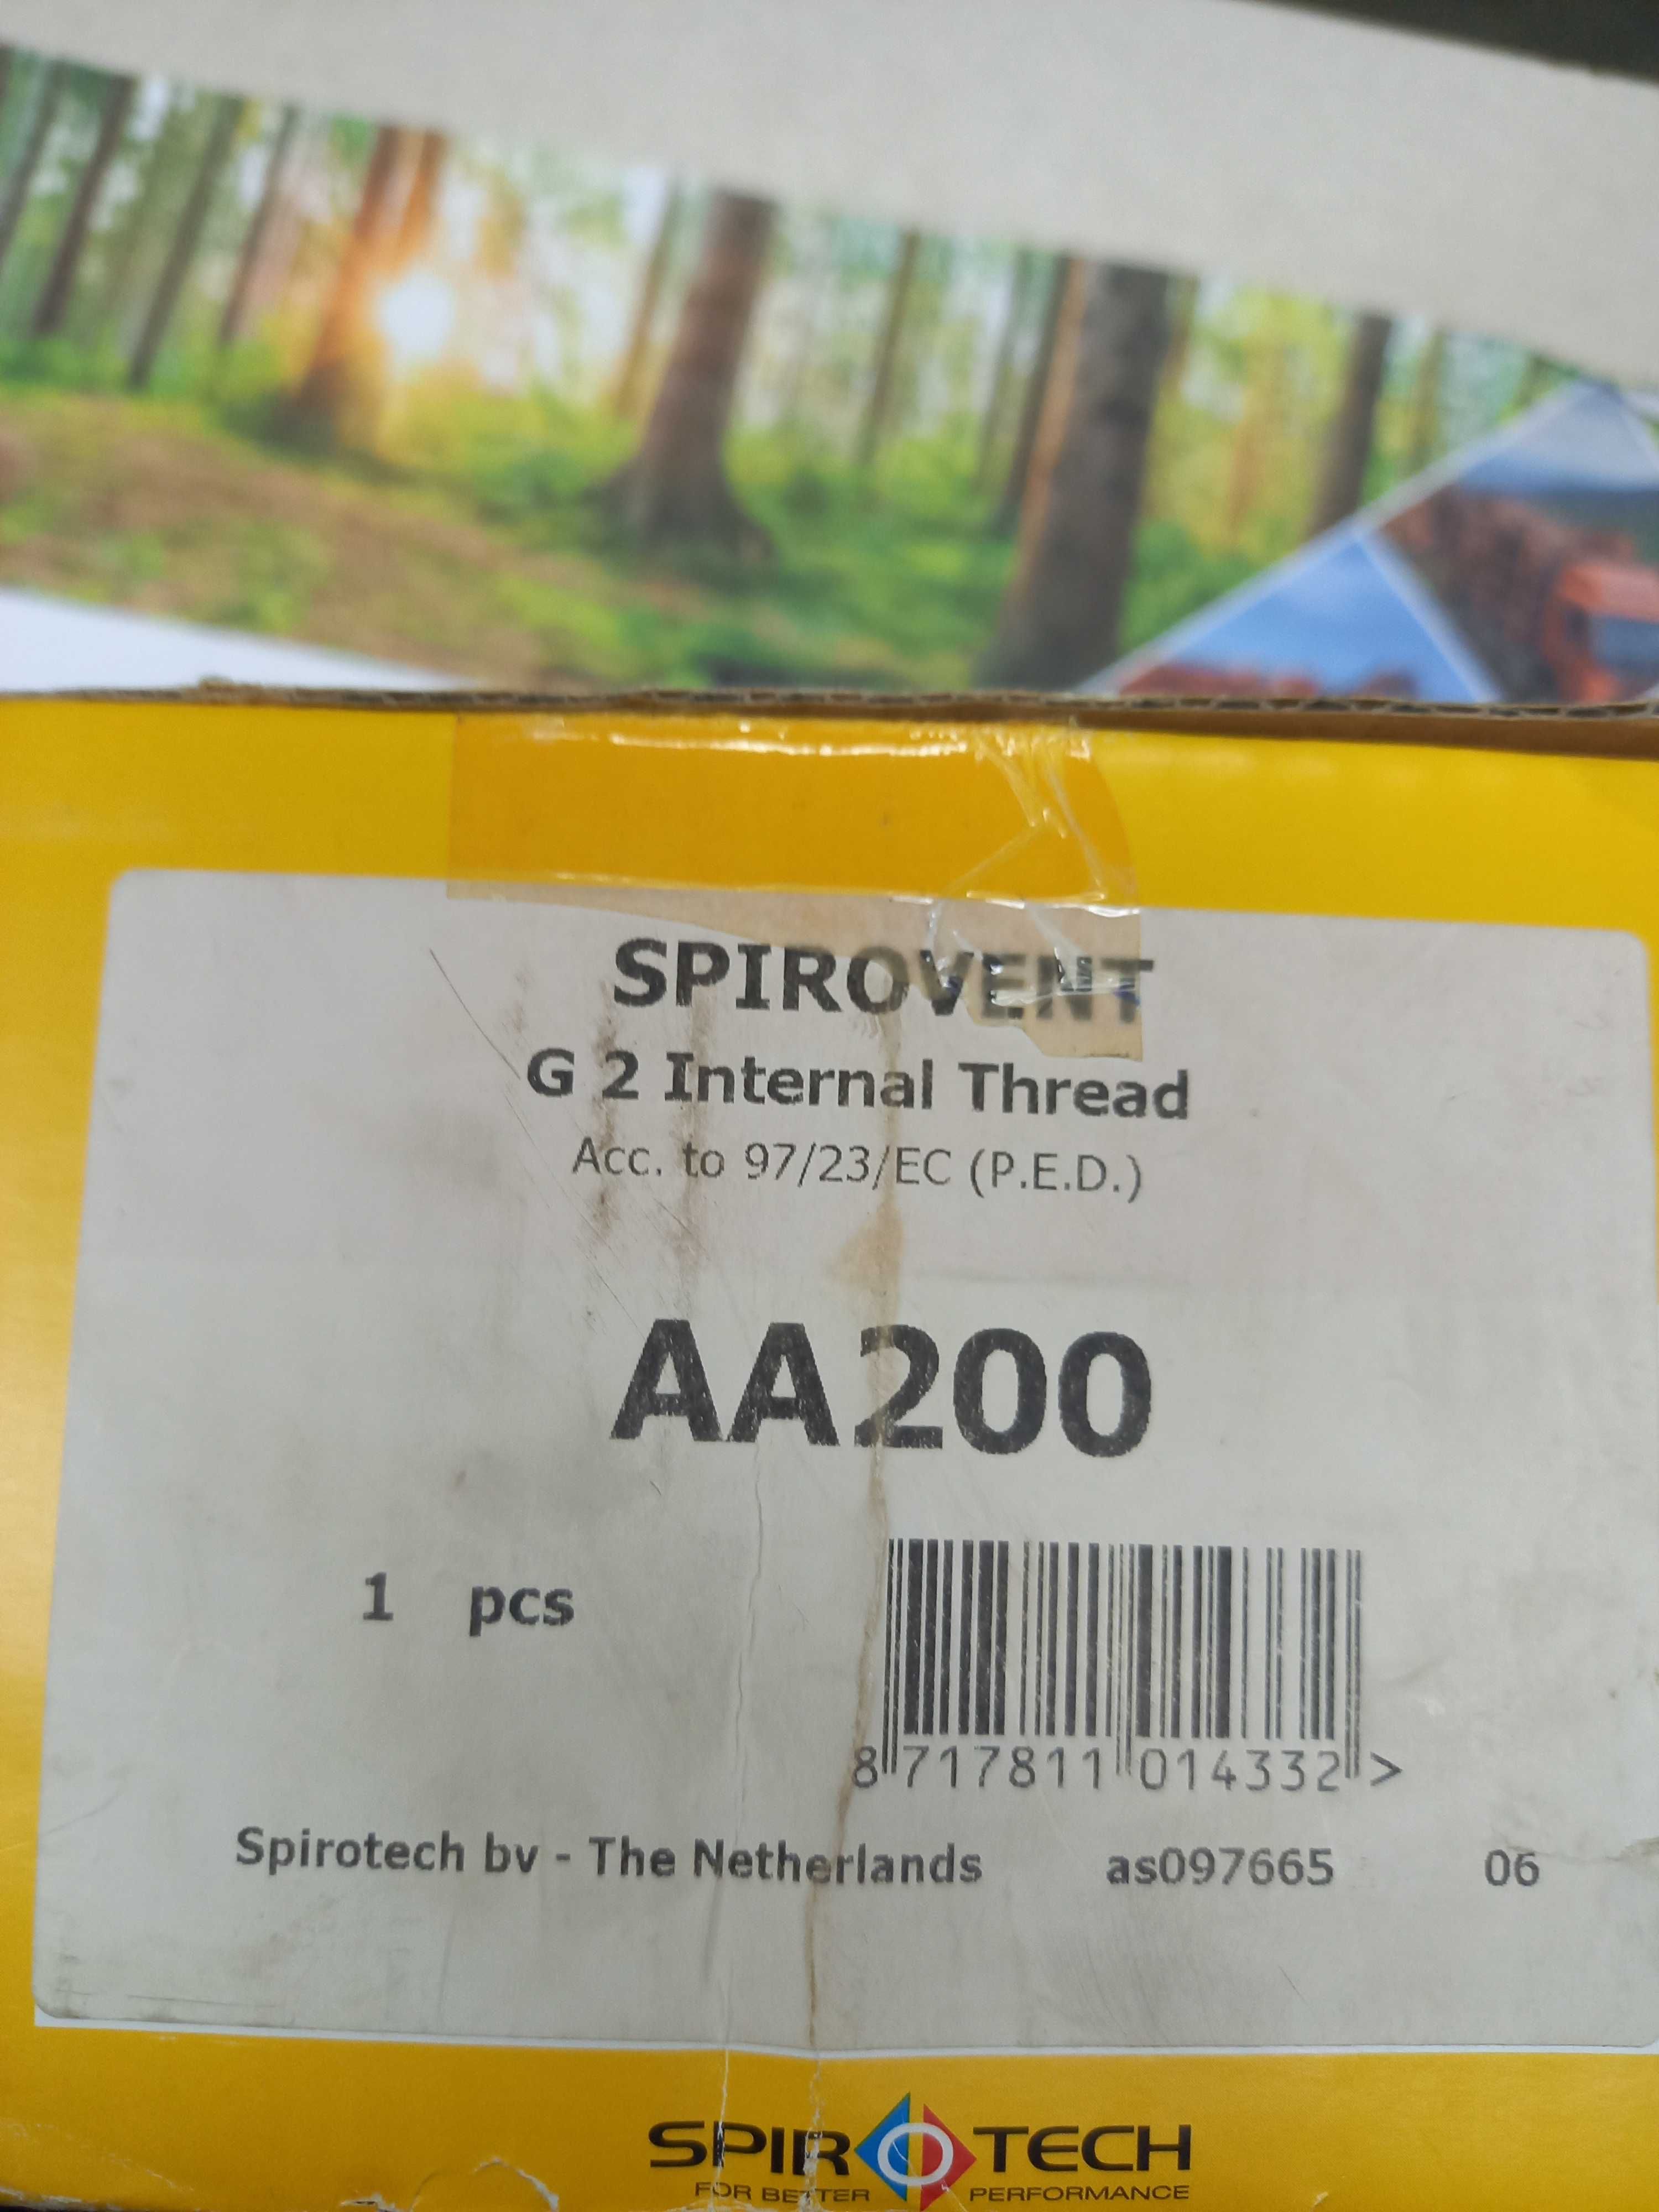 SPIROVENT
G 2 Internal Thread
Acc. to 97/23/EC (P.E.D.)
AA200
1 pcs
8 717811 014332 >
Spirotech bv - The Netherlands as097665 06
SPIROTECH
FOR BETTER PERFORMANCE